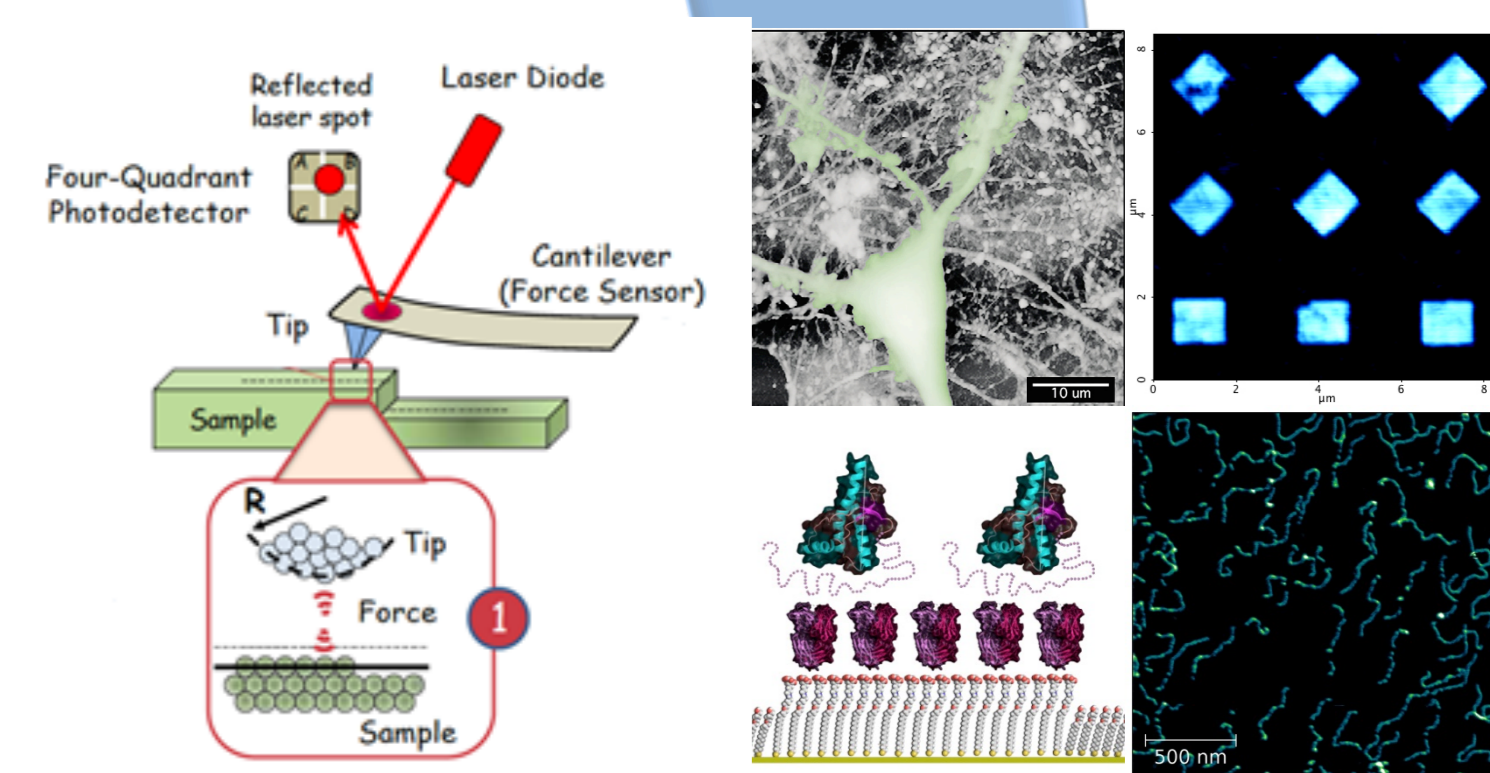 Reflected
laser spot
Laser Diode
Four-Quadrant
Photodetector
A B
C D
Cantilever
(Force Sensor)
Tip
Sample
R
Tip
Force
1
Sample
10 um
8
6
µm
4
2
0
0 2 4 6 8
µm
500 nm